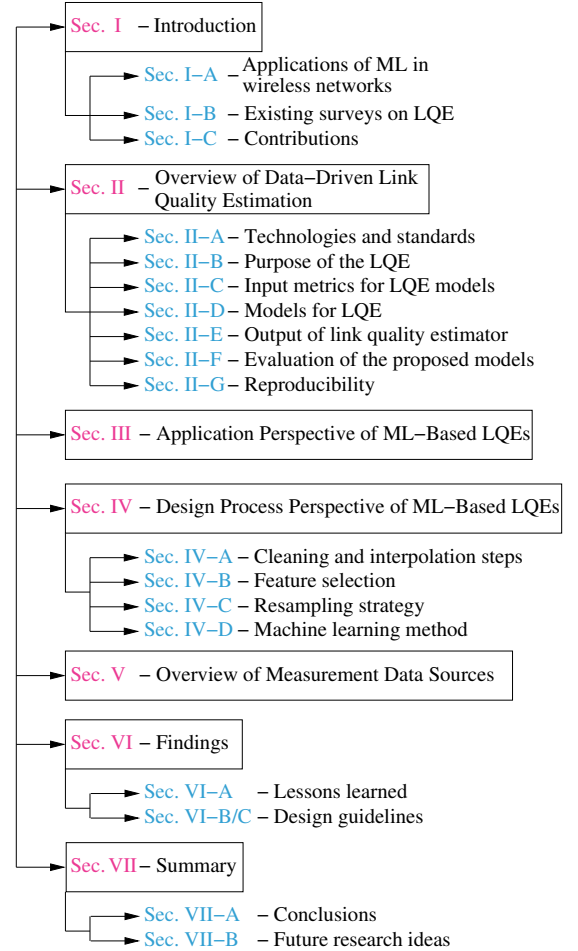 Sec. I – Introduction
Sec. I–A – Applications of ML in
wireless networks
Sec. I–B – Existing surveys on LQE
Sec. I–C – Contributions
Sec. II – Overview of Data–Driven Link
Quality Estimation
Sec. II–A – Technologies and standards
Sec. II–B – Purpose of the LQE
Sec. II–C – Input metrics for LQE models
Sec. II–D – Models for LQE
Sec. II–E – Output of link quality estimator
Sec. II–F – Evaluation of the proposed models
Sec. II–G – Reproducibility
Sec. III – Application Perspective of ML–Based LQEs
Sec. IV – Design Process Perspective of ML–Based LQEs
Sec. IV–A – Cleaning and interpolation steps
Sec. IV–B – Feature selection
Sec. IV–C – Resampling strategy
Sec. IV–D – Machine learning method
Sec. V – Overview of Measurement Data Sources
Sec. VI – Findings
Sec. VI–A – Lessons learned
Sec. VI–B/C – Design guidelines
Sec. VII – Summary
Sec. VII–A – Conclusions
Sec. VII–B – Future research ideas